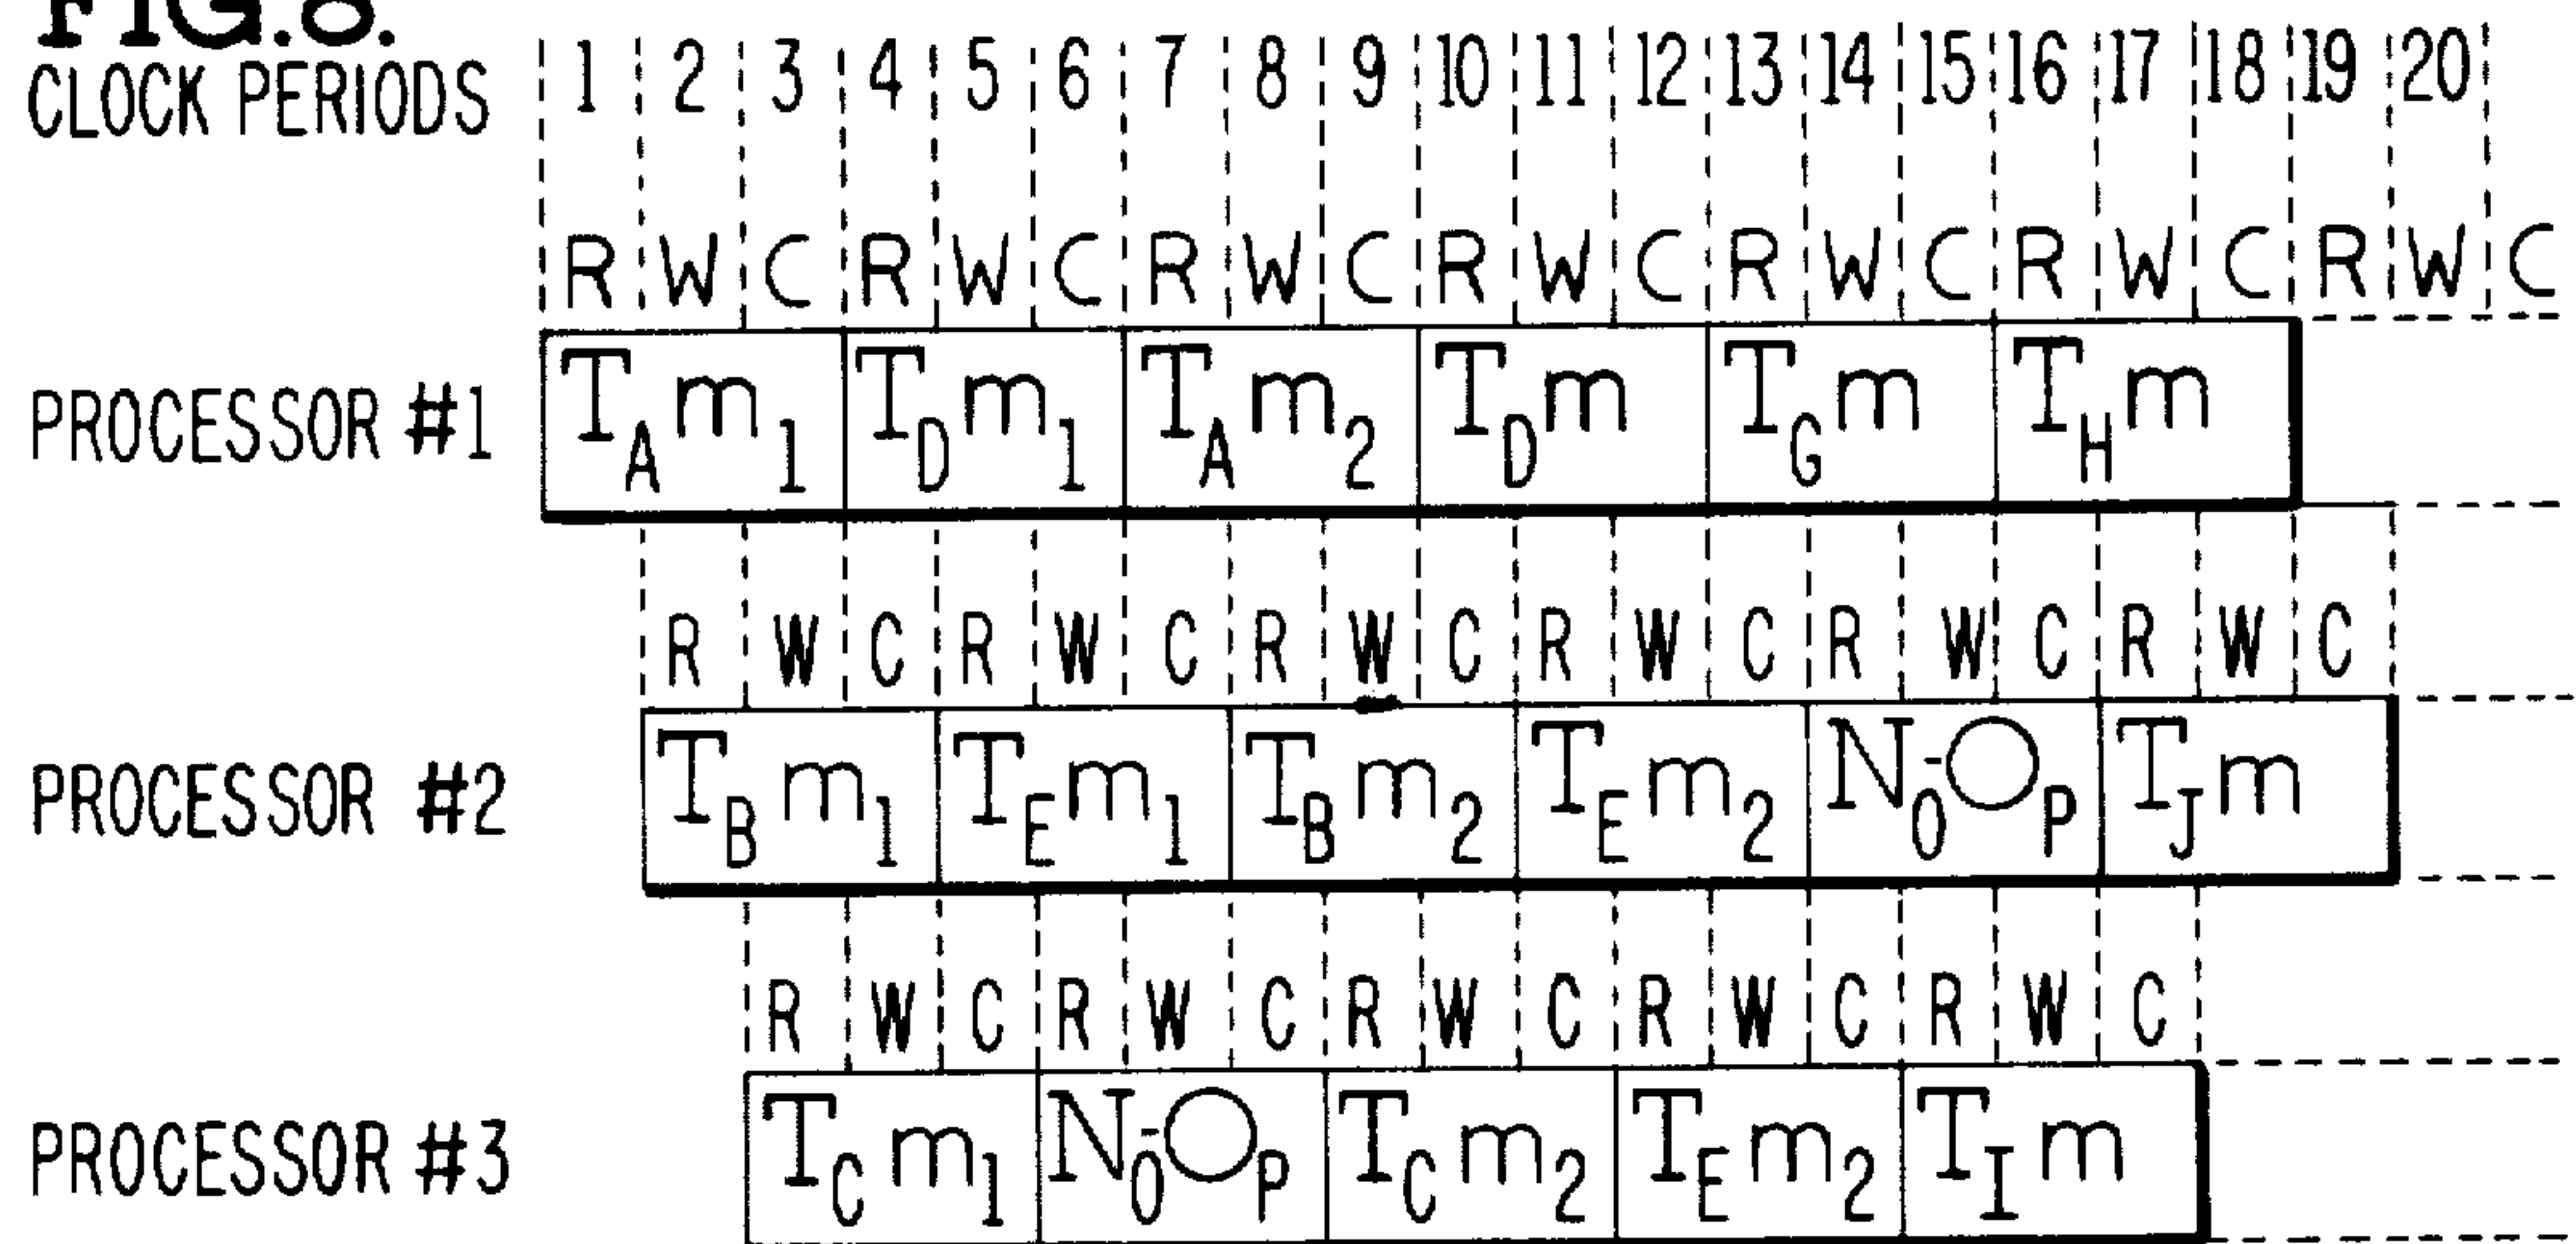 FIG.8.
CLOCK PERIODS 1 2 3 4 5 6 7 8 9 10 11 12 13 14 15 16 17 18 19 20
R W C R W C R W C R W C R W C R W C R W C
PROCESSOR #1 TAm1 TDm1 TAm2 TDm TGm THm
R W C R W C R W C R W C R W C R W C
PROCESSOR #2 TBm1 TEm1 TBm2 TEm2 NO-OP TJm
R W C R W C R W C R W C R W C
PROCESSOR #3 TCm1 NO-OP TCm2 TEm2 TIm